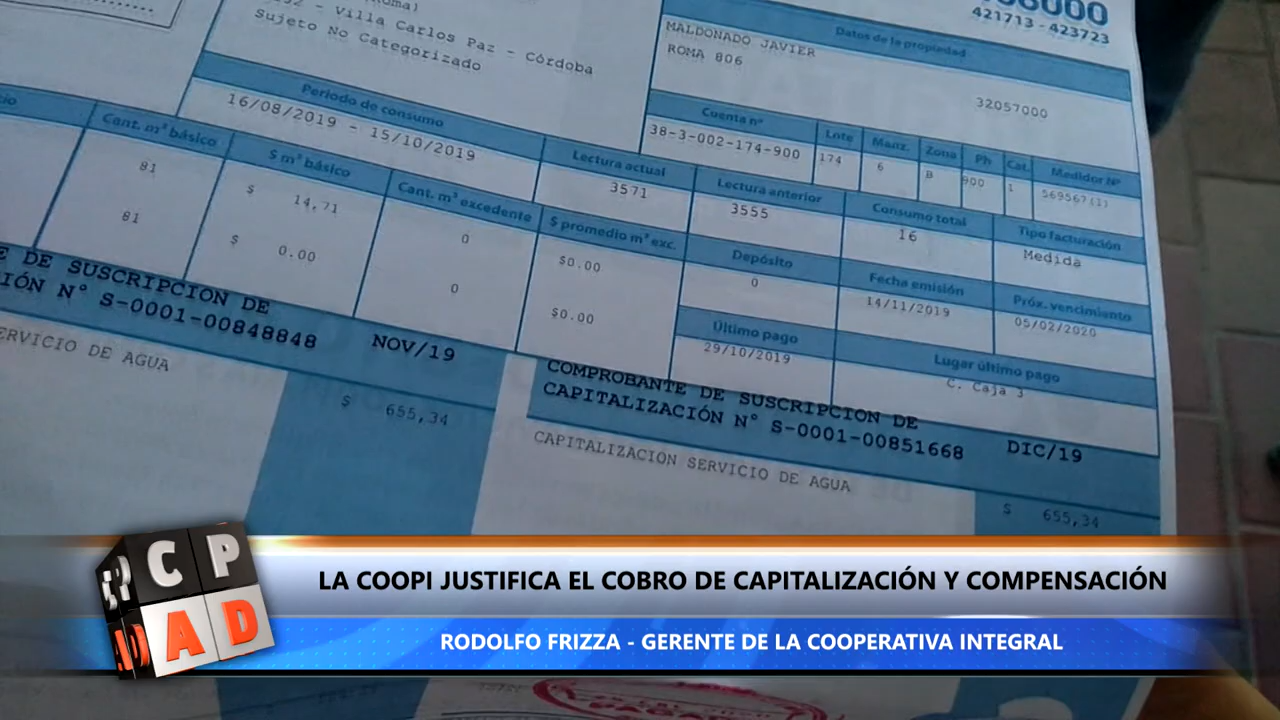 421713 - 423723
Villa Carlos Paz - Córdoba
Sujeto No Categorizado
Datos de la propiedad
MALDONADO JAVIER
ROMA 806
32057000
Periodo de consumo
16/08/2019 - 15/10/2019
Cuenta nº
Lote
Manz.
Zona
Ph
Cat.
Medidor Nº
38-3-002-174-900
174
6
B
900
1
569567(1)
Cant. m³ básico
$ m³ básico
Cant. m³ excedente
$ promedio m³ exc.
81
$ 14,71
0
$0.00
81
$ 0.00
0
$0.00
Lectura actual
Lectura anterior
Consumo total
Tipo facturación
3571
3555
16
Medida
Depósito
Fecha emisión
Próx. vencimiento
0
14/11/2019
05/02/2020
Último pago
Lugar último pago
29/10/2019
C. Caja 3
DE SUSCRIPCION DE
N° S-0001-00848848
NOV/19
SERVICIO DE AGUA
$ 655,34
COMPROBANTE DE SUSCRIPCION DE
CAPITALIZACIÓN N° S-0001-00851668
DIC/19
CAPITALIZACIÓN SERVICIO DE AGUA
$ 655,34
CP
AD
LA COOPI JUSTIFICA EL COBRO DE CAPITALIZACIÓN Y COMPENSACIÓN
RODOLFO FRIZZA - GERENTE DE LA COOPERATIVA INTEGRAL